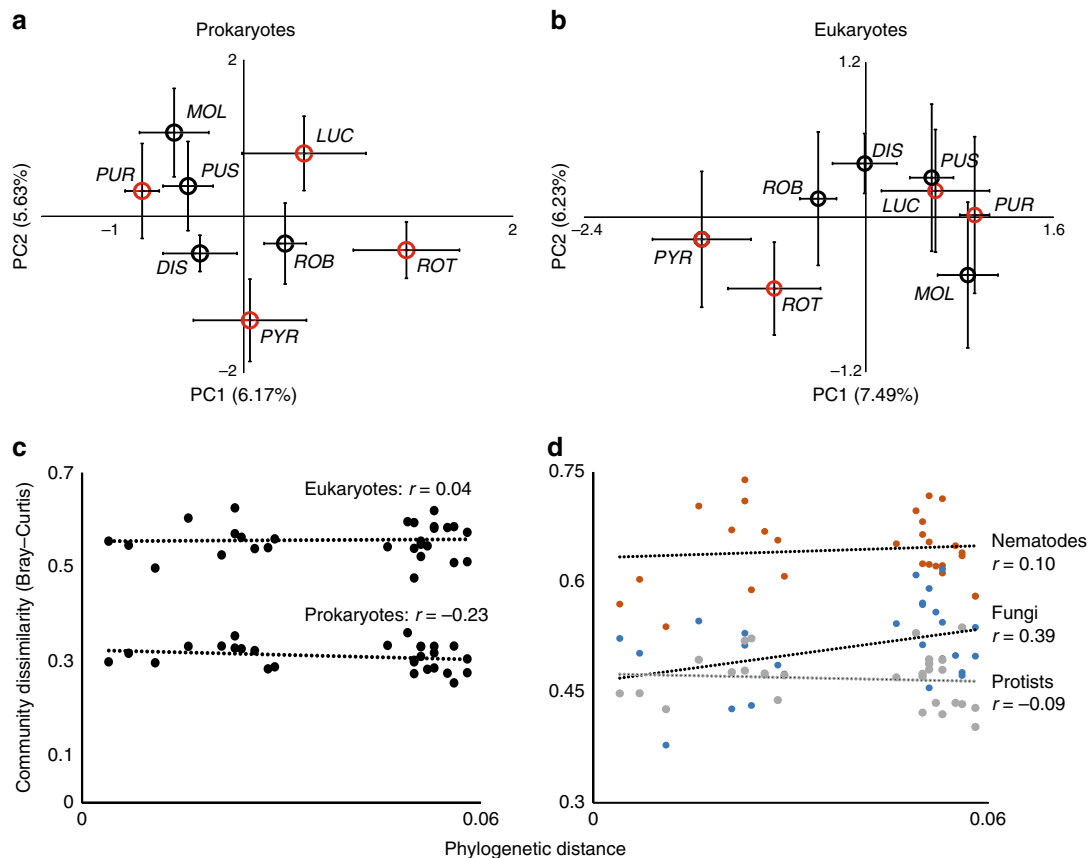 a
Prokaryotes
2
MOL
LUC
PUR
PUS
PC2 (5.63%)
−1
2
DIS
ROB
ROT
PYR
−2
PC1 (6.17%)
b
Eukaryotes
1.2
DIS
PUS
ROB
LUC
PUR
PC2 (6.23%)
−2.4
1.6
PYR
ROT
MOL
−1.2
PC1 (7.49%)
c
0.7
Eukaryotes: r = 0.04
0.5
Prokaryotes: r = −0.23
0.3
0.1
0
0
0.06
Community dissimilarity (Bray–Curtis)
d
0.75
Nematodes
r = 0.10
0.6
Fungi
r = 0.39
Protists
r = −0.09
0.45
0.3
0
0.06
Phylogenetic distance